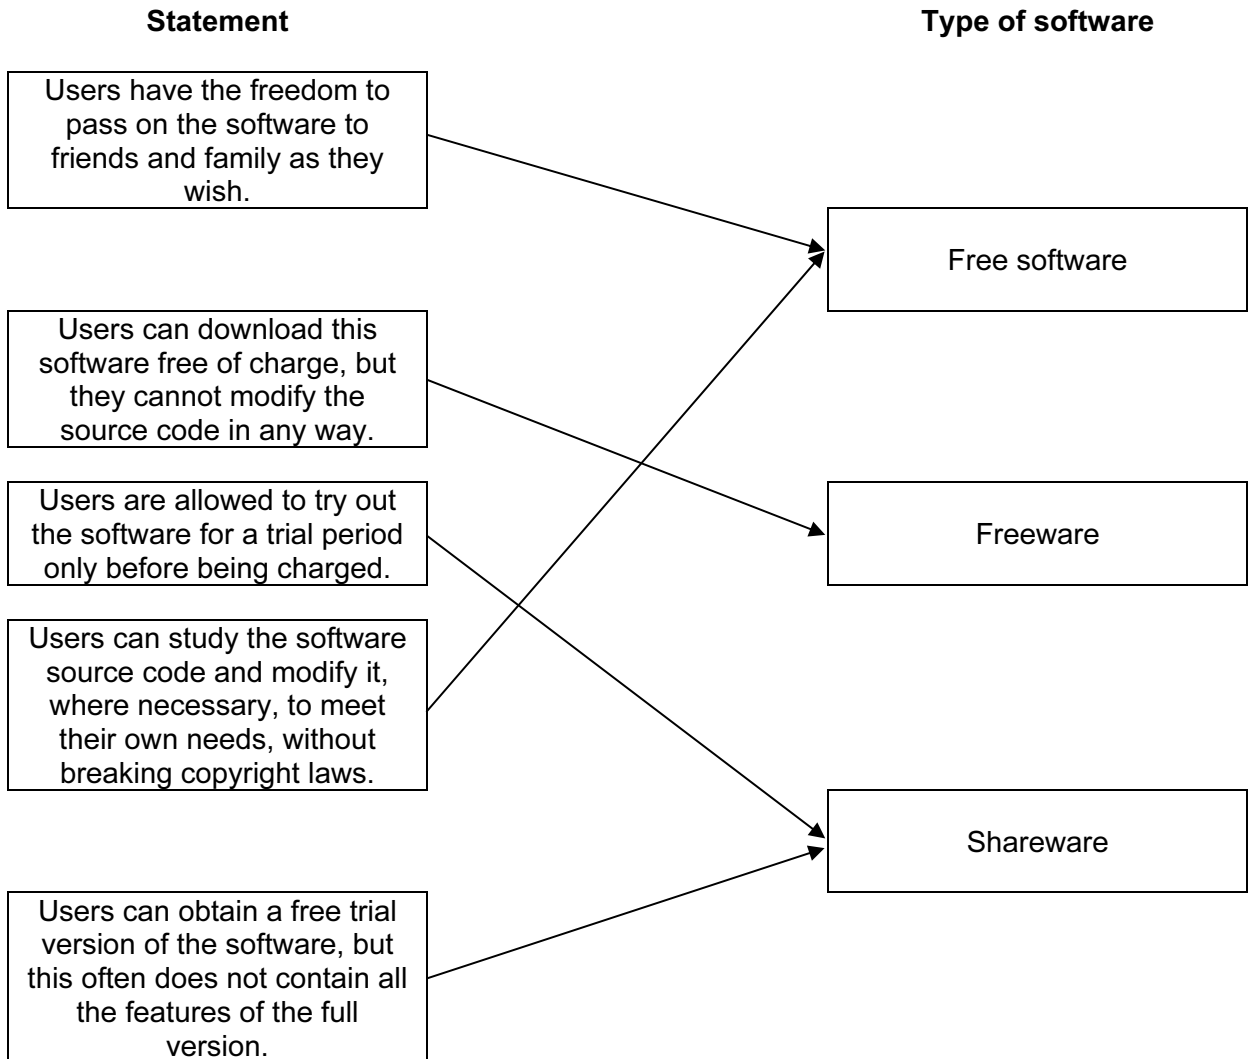 Statement
Type of software
Users have the freedom to
pass on the software to
friends and family as they
wish.
Free software
Users can download this
software free of charge, but
they cannot modify the
source code in any way.
Users are allowed to try out
the software for a trial period
only before being charged.
Freeware
Users can study the software
source code and modify it,
where necessary, to meet
their own needs, without
breaking copyright laws.
Shareware
Users can obtain a free trial
version of the software, but
this often does not contain all
the features of the full
version.